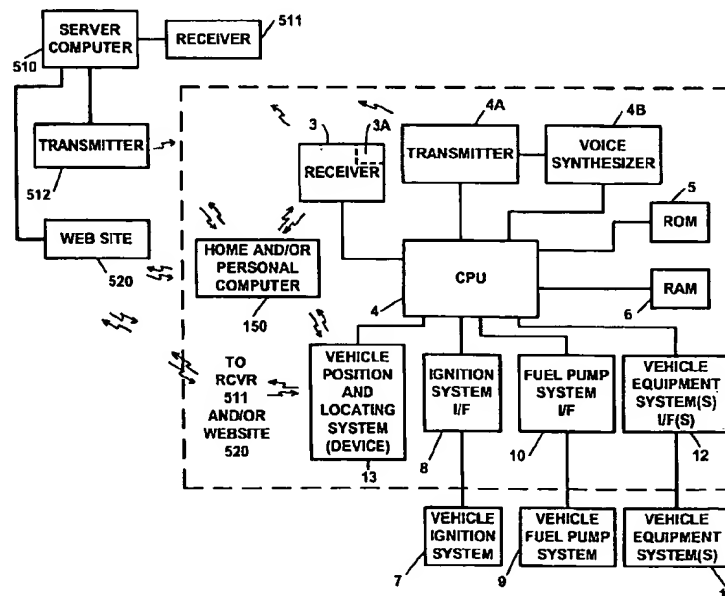 SERVER
COMPUTER
510
RECEIVER
511
TRANSMITTER
512
WEB SITE
520
3
3A
RECEIVER
4A
TRANSMITTER
4B
VOICE
SYNTHESIZER
5
ROM
RAM
6
CPU
4
HOME AND/OR
PERSONAL
COMPUTER
150
TO
RCVR
511
AND/OR
WEBSITE
520
VEHICLE
POSITION
AND
LOCATING
SYSTEM
(DEVICE)
13
IGNITION
SYSTEM
I/F
8
FUEL PUMP
SYSTEM
I/F
10
VEHICLE
EQUIPMENT
SYSTEM(S)
I/F(S)
12
VEHICLE
IGNITION
SYSTEM
7
VEHICLE
FUEL PUMP
SYSTEM
9
VEHICLE
EQUIPMENT
SYSTEM(S)